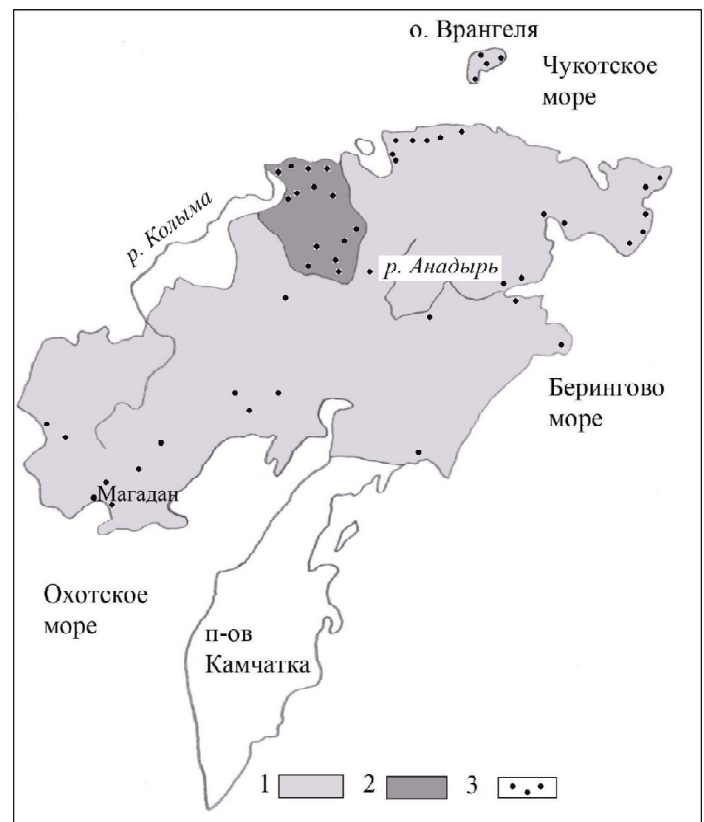 о. Врангеля
Чукотское
море
р. Колыма
р. Анадырь
Берингово
море
Магадан
Охотское
море
п-ов
Камчатка
1 2 3